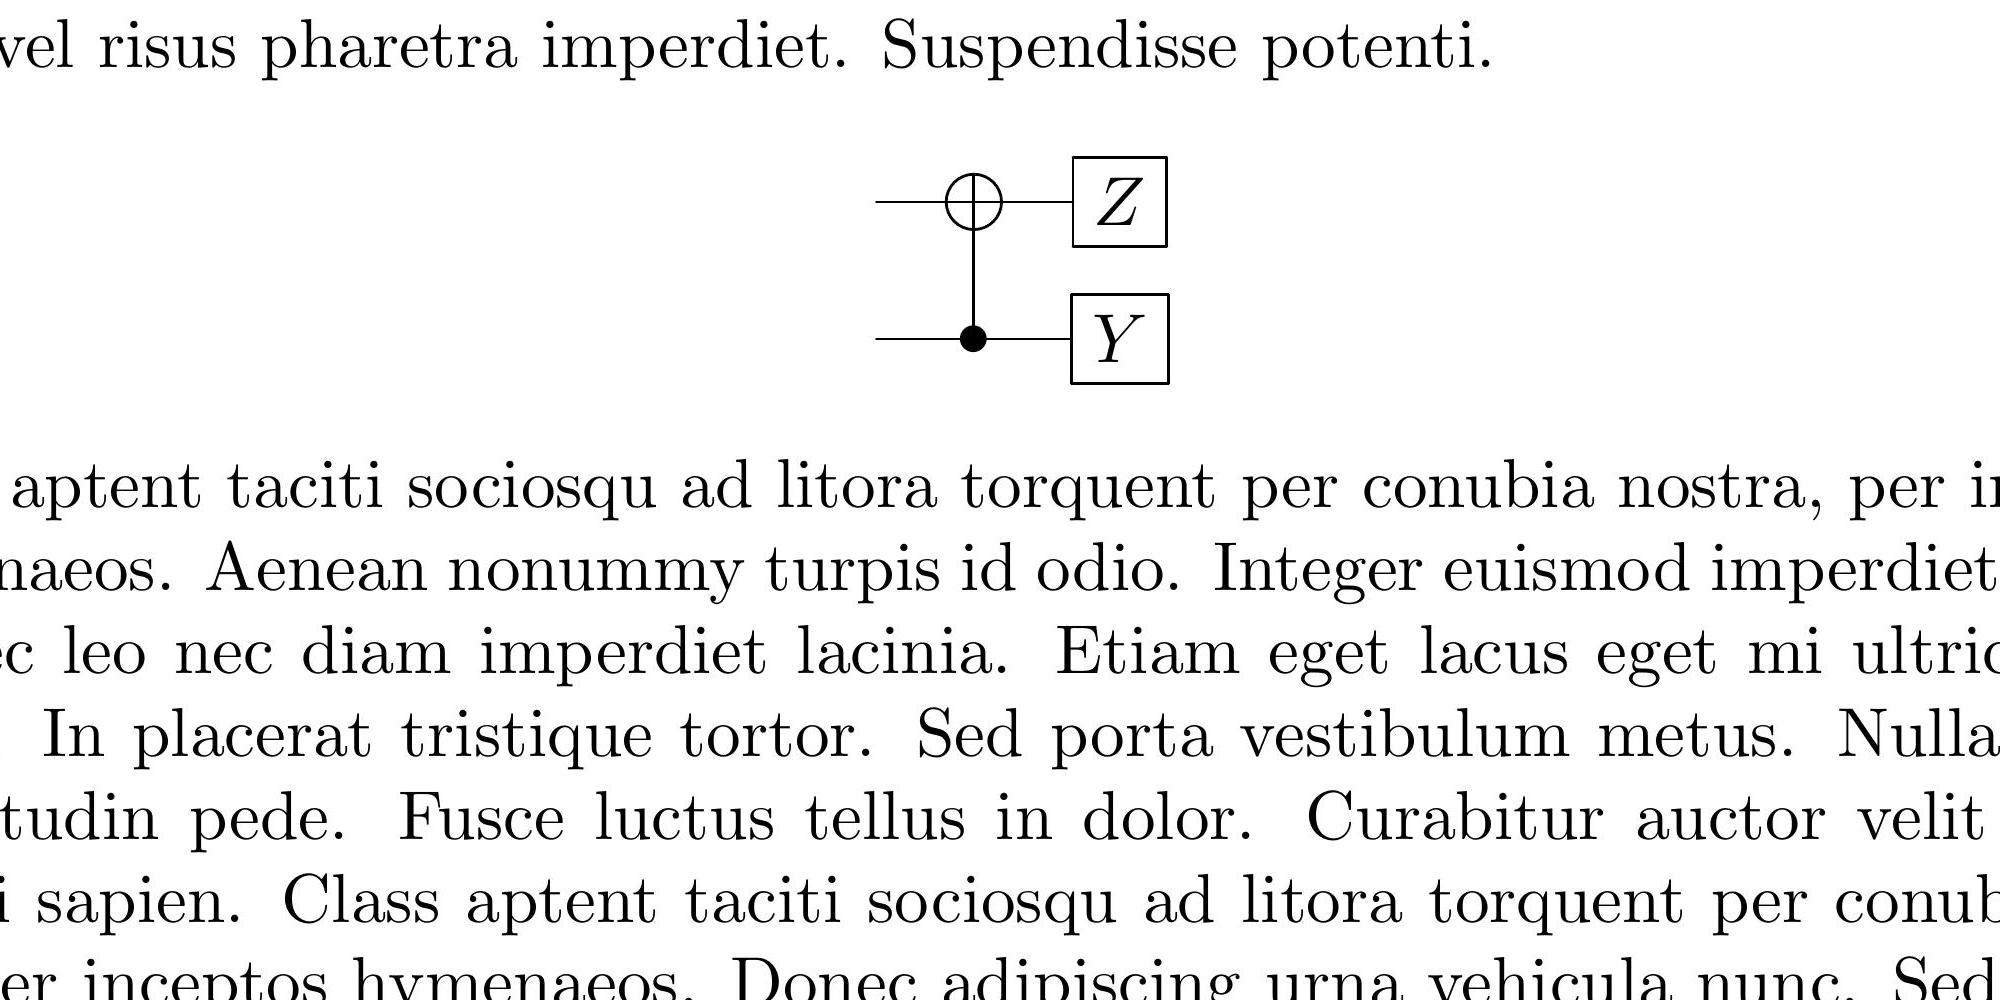 vel risus pharetra imperdiet. Suspendisse potenti.
Z
Y
aptent taciti sociosqu ad litora torquent per conubia nostra, per
naeos. Aenean nonummy turpis id odio. Integer euismod imperdiet
ec leo nec diam imperdiet lacinia. Etiam eget lacus eget mi ultric
. In placerat tristique tortor. Sed porta vestibulum metus. Nulla
tudin pede. Fusce luctus tellus in dolor. Curabitur auctor velit
i sapien. Class aptent taciti sociosqu ad litora torquent per conub
er inceptos hymenaeos. Donec adipiscing urna vehicula nunc. Sed